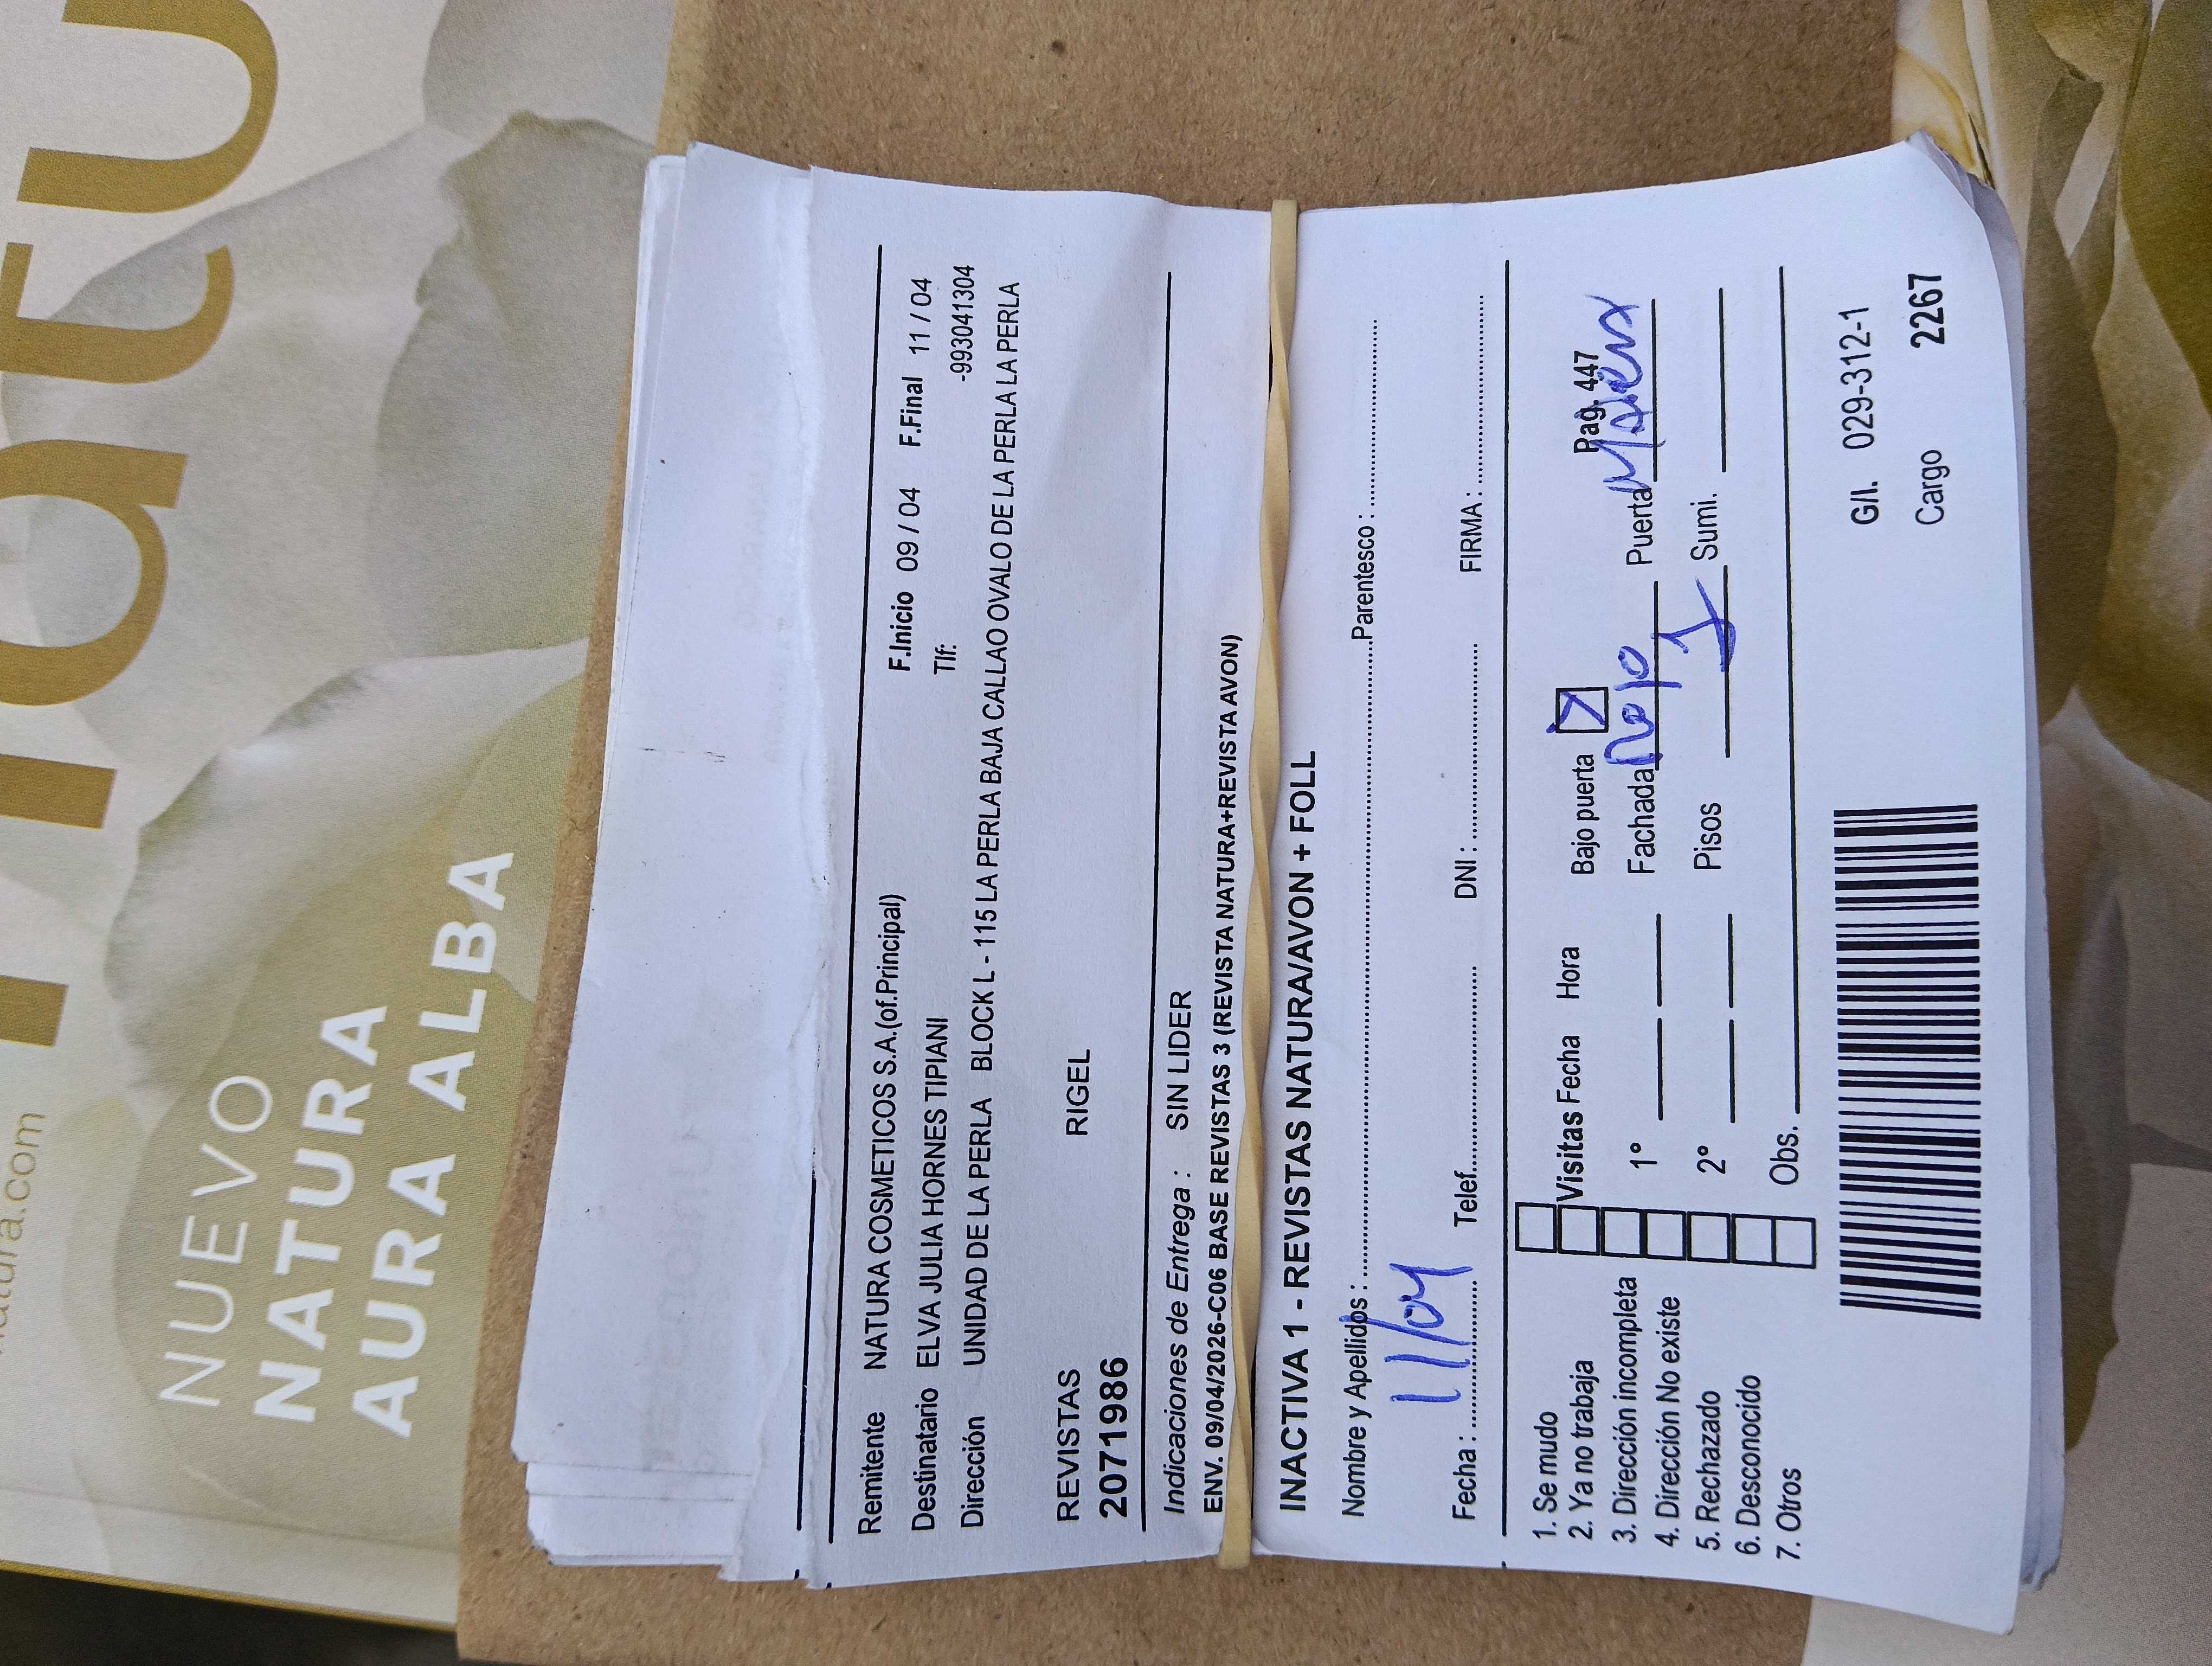 natura
natura.com
NUEVO
NATURA
AURA ALBA
Remitente NATURA COSMETICOS S.A.(of.Principal)
F.Inicio 09 / 04 F.Final 11 / 04
Destinatario ELVA JULIA HORNES TIPIANI Tlf: -993041304
Dirección UNIDAD DE LA PERLA BLOCK L - 115 LA PERLA BAJA CALLAO OVALO DE LA PERLA LA PERLA
REVISTAS RIGEL
2071986
Indicaciones de Entrega : SIN LIDER
ENV. 09/04/2026-C06 BASE REVISTAS 3 (REVISTA NATURA+REVISTA AVON)
INACTIVA 1 - REVISTAS NATURA/AVON + FOLL
Nombre y Apellidos : Parentesco :
Fecha : 11/04 Telef. DNI : FIRMA :
Pag. 447
1. Se mudo
2. Ya no trabaja
3. Dirección incompleta
4. Dirección No existe
5. Rechazado
6. Desconocido
7. Otros
Visitas Fecha Hora Bajo puerta
1° Fachada Puerta
2° Pisos 1 Sumi.
Obs.
G/I. 029-312-1
Cargo 2267